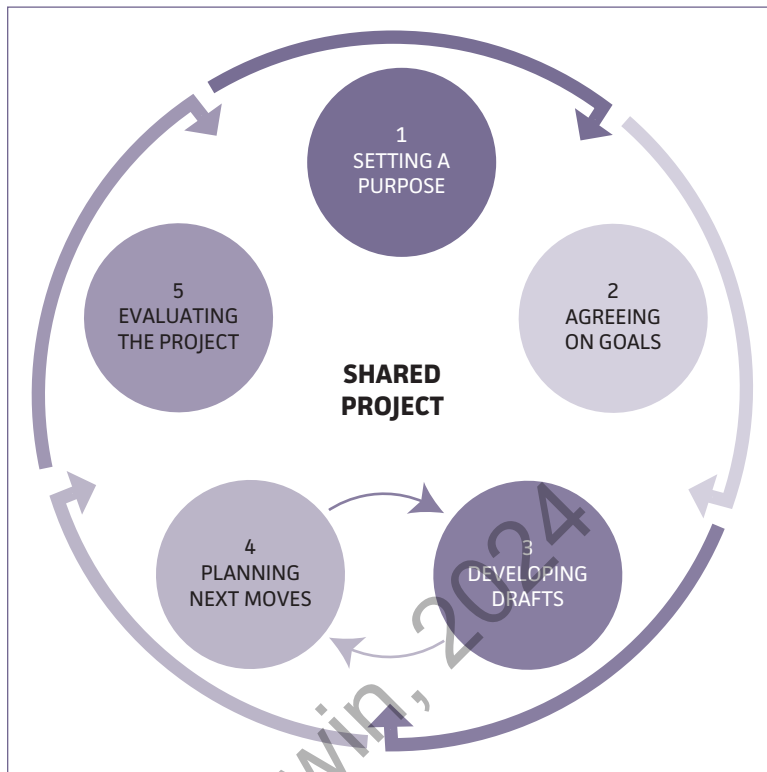 1
SETTING A
PURPOSE
2
AGREEING
ON GOALS
3
DEVELOPING
DRAFTS
4
PLANNING
NEXT MOVES
5
EVALUATING
THE PROJECT
SHARED
PROJECT
win, 2024